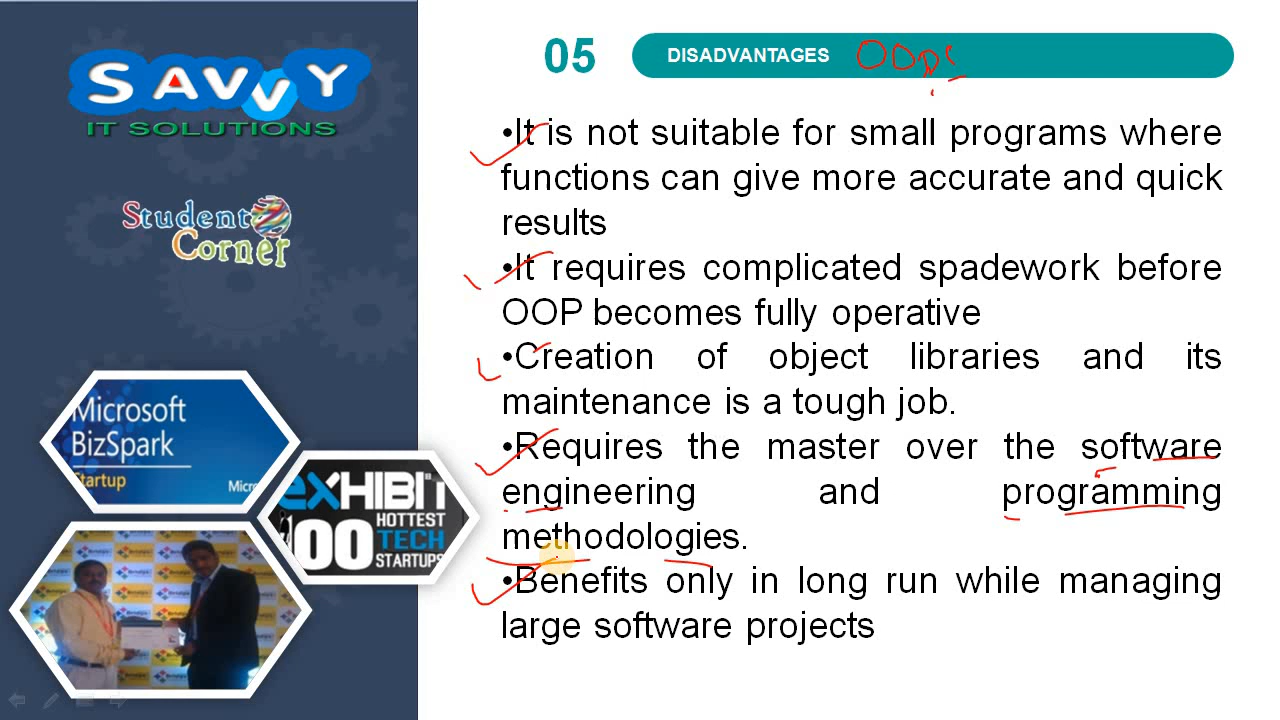 SAVVY
IT SOLUTIONS
Student
Corner
Microsoft
BizSpark
Startup
Micro
eXHIBIT
100 HOTTEST
TECH
STARTUPS
05 DISADVANTAGES OOPS
•It is not suitable for small programs where
functions can give more accurate and quick
results
•It requires complicated spadework before
OOP becomes fully operative
•Creation of object libraries and its
maintenance is a tough job.
•Requires the master over the software
engineering and programming
methodologies.
•Benefits only in long run while managing
large software projects